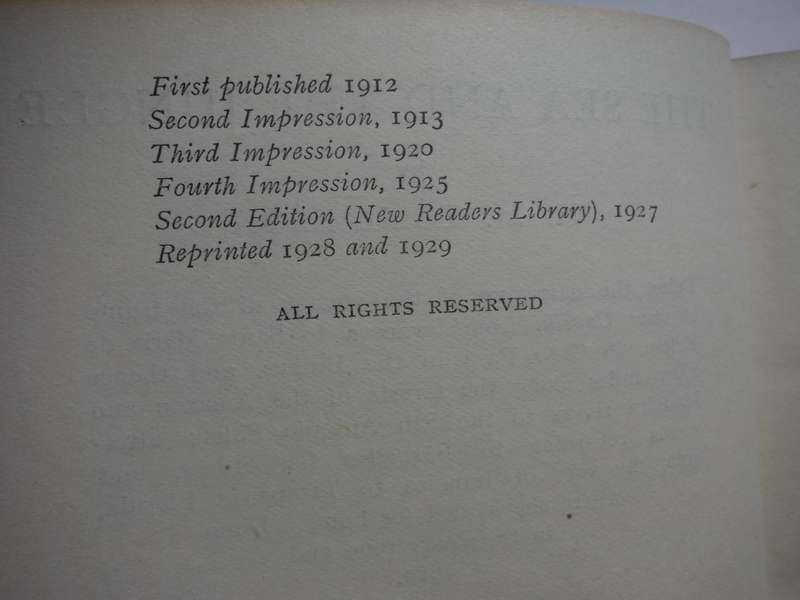 First published 1912
Second Impression, 1913
Third Impression, 1920
Fourth Impression, 1925
Second Edition (New Readers Library), 1927
Reprinted 1928 and 1929
ALL RIGHTS RESERVED